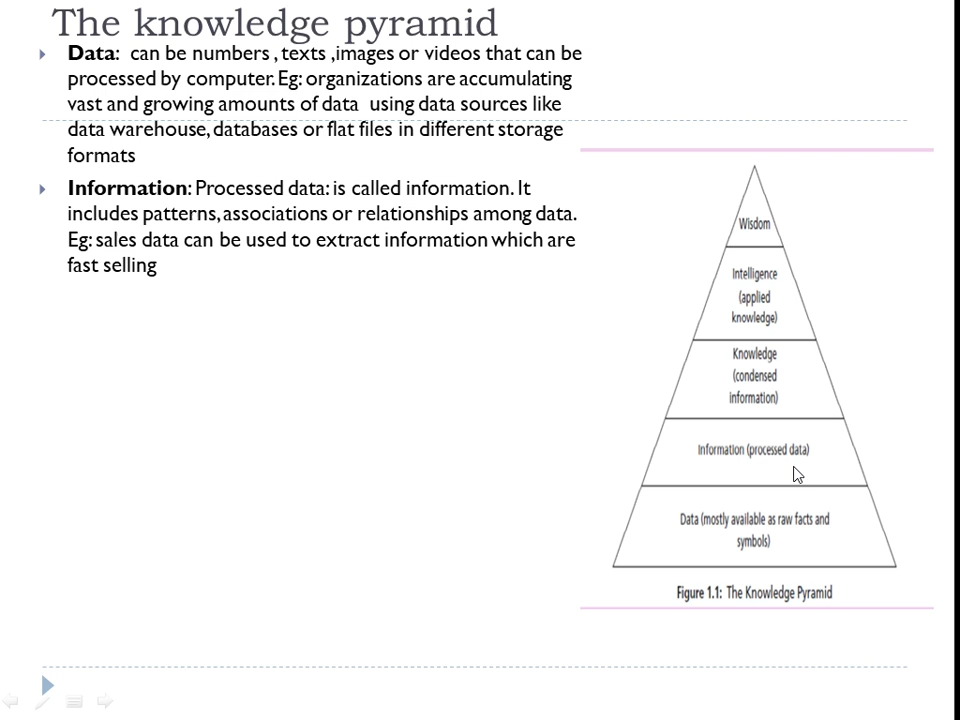 The knowledge pyramid
Data: can be numbers , texts ,images or videos that can be
processed by computer. Eg: organizations are accumulating
vast and growing amounts of data using data sources like
data warehouse, databases or flat files in different storage
formats
Information: Processed data: is called information. It
includes patterns, associations or relationships among data.
Eg: sales data can be used to extract information which are
fast selling
Wisdom
Intelligence
(applied
knowledge)
Knowledge
(condensed
information)
Information (processed data)
Data (mostly available as raw facts and
symbols)
Figure 1.1: The Knowledge Pyramid